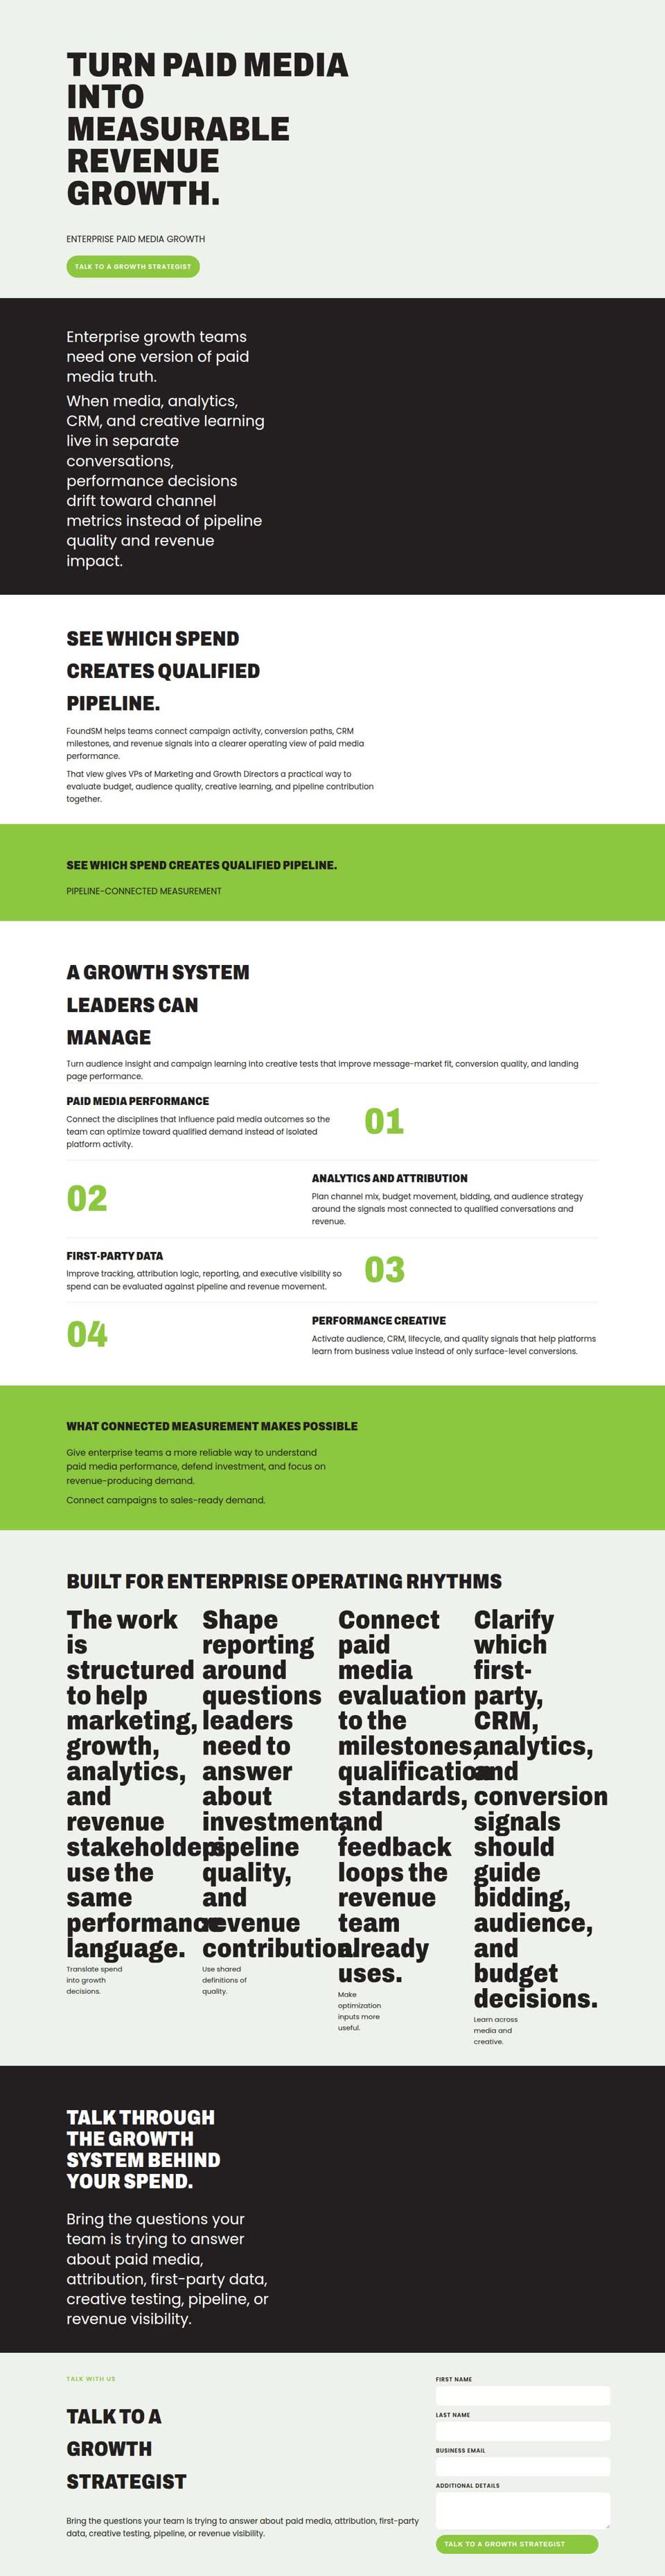 TURN PAID MEDIA
INTO
MEASURABLE
REVENUE
GROWTH.
ENTERPRISE PAID MEDIA GROWTH
TALK TO A GROWTH STRATEGIST
Enterprise growth teams
need one version of paid
media truth.
When media, analytics,
CRM, and creative learning
live in separate
conversations,
performance decisions
drift toward channel
metrics instead of pipeline
quality and revenue
impact.
SEE WHICH SPEND
CREATES QUALIFIED
PIPELINE.
FoundSM helps teams connect campaign activity, conversion paths, CRM
milestones, and revenue signals into a clearer operating view of paid media
performance.
That view gives VPs of Marketing and Growth Directors a practical way to
evaluate budget, audience quality, creative learning, and pipeline contribution
together.
SEE WHICH SPEND CREATES QUALIFIED PIPELINE.
PIPELINE-CONNECTED MEASUREMENT
A GROWTH SYSTEM
LEADERS CAN
MANAGE
Turn audience insight and campaign learning into creative tests that improve message-market fit, conversion quality, and landing
page performance.
PAID MEDIA PERFORMANCE
Connect the disciplines that influence paid media outcomes so the
team can optimize toward qualified demand instead of isolated
platform activity.
01
02
ANALYTICS AND ATTRIBUTION
Plan channel mix, budget movement, bidding, and audience strategy
around the signals most connected to qualified conversations and
revenue.
FIRST-PARTY DATA
Improve tracking, attribution logic, reporting, and executive visibility so
spend can be evaluated against pipeline and revenue movement.
03
04
PERFORMANCE CREATIVE
Activate audience, CRM, lifecycle, and quality signals that help platforms
learn from business value instead of only surface-level conversions.
WHAT CONNECTED MEASUREMENT MAKES POSSIBLE
Give enterprise teams a more reliable way to understand
paid media performance, defend investment, and focus on
revenue-producing demand.
Connect campaigns to sales-ready demand.
BUILT FOR ENTERPRISE OPERATING RHYTHMS
The work
is
structured
to help
marketing,
growth,
analytics,
and
revenue
stakeholders
use the
same
performance
language.
Translate spend
into growth
decisions.
Shape
reporting
around
questions
leaders
need to
answer
about
investment,
pipeline
quality,
and
revenue
contribution.
Use shared
definitions of
quality.
Connect
paid
media
evaluation
to the
milestones,
qualification
standards,
and
feedback
loops the
revenue
team
already
uses.
Make
optimization
inputs more
useful.
Clarify
which
first-
party,
CRM,
analytics,
and
conversion
signals
should
guide
bidding,
audience,
and
budget
decisions.
Learn across
media and
creative.
TALK THROUGH
THE GROWTH
SYSTEM BEHIND
YOUR SPEND.
Bring the questions your
team is trying to answer
about paid media,
attribution, first-party data,
creative testing, pipeline, or
revenue visibility.
TALK WITH US
TALK TO A
GROWTH
STRATEGIST
Bring the questions your team is trying to answer about paid media, attribution, first-party
data, creative testing, pipeline, or revenue visibility.
FIRST NAME
LAST NAME
BUSINESS EMAIL
ADDITIONAL DETAILS
TALK TO A GROWTH STRATEGIST